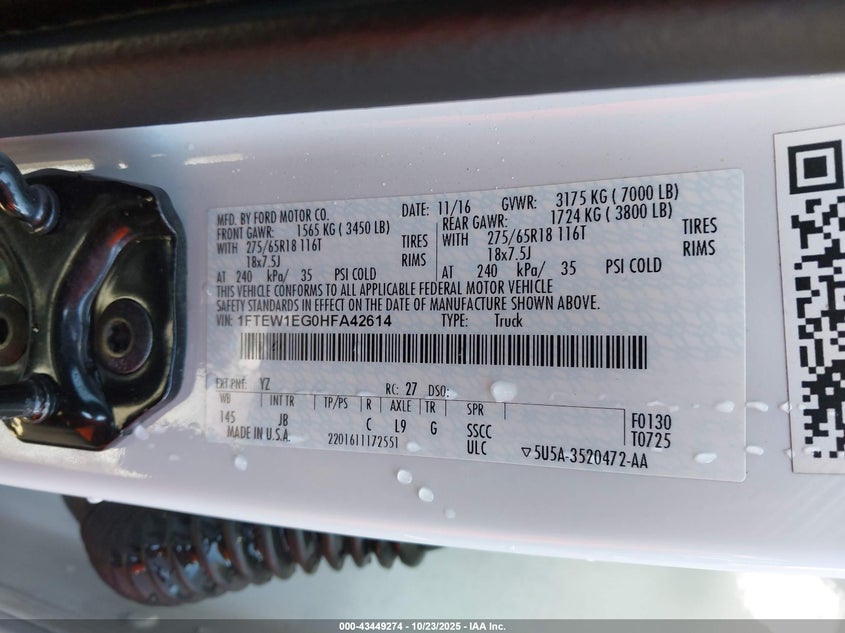 MFD. BY FORD MOTOR CO. DATE: 11/16 GVWR: 3175 KG ( 7000 LB)
FRONT GAWR: 1565 KG ( 3450 LB) REAR GAWR: 1724 KG ( 3800 LB)
WITH 275/65R18 116T TIRES WITH 275/65R18 116T TIRES
18x7.5J RIMS 18x7.5J RIMS
AT 240 kPa/ 35 PSI COLD AT 240 kPa/ 35 PSI COLD
THIS VEHICLE CONFORMS TO ALL APPLICABLE FEDERAL MOTOR VEHICLE
SAFETY STANDARDS IN EFFECT ON THE DATE OF MANUFACTURE SHOWN ABOVE.
VIN: 1FTEW1EG0HFA42614 TYPE: Truck
EXT PNT: YZ RC: 27 DSO:
WB INT TR TP/PS R AXLE TR SPR
145 JB C L9 G SSCC F0130
MADE IN U.S.A. 2201611172551 ULC T0725
▽5U5A-3520472-AA
000-43449274 - 10/23/2025 - IAA Inc.